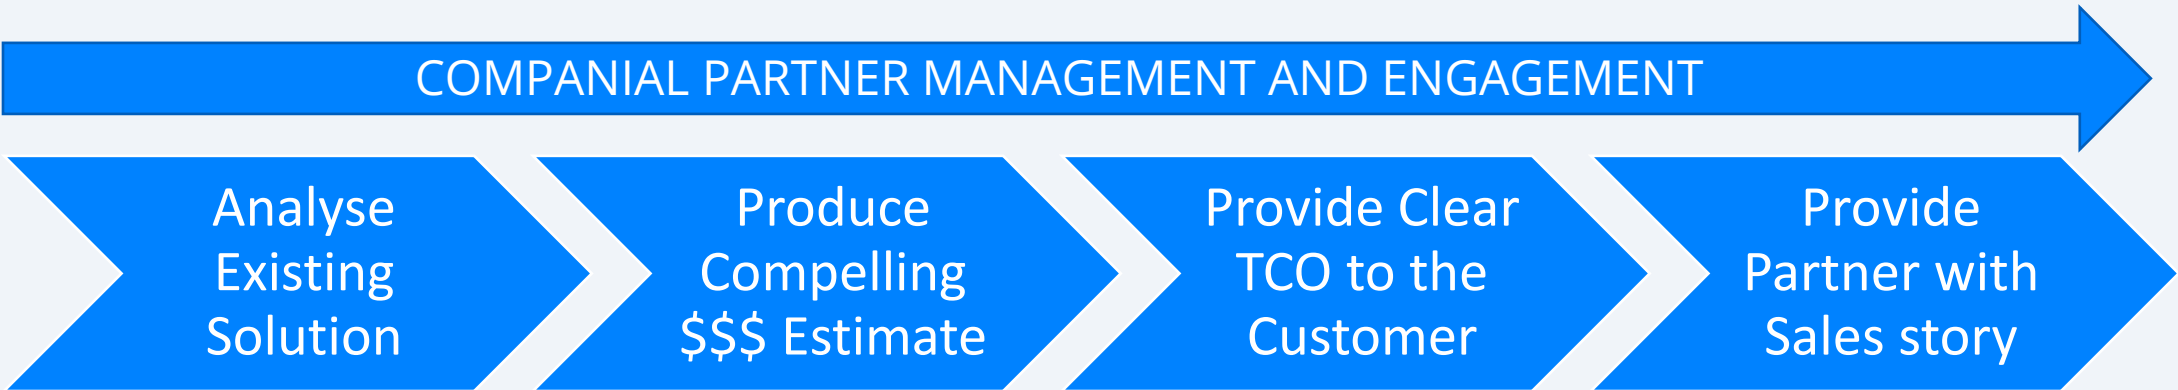 COMPANIAL PARTNER MANAGEMENT AND ENGAGEMENT
Analyse
Existing
Solution
Produce
Compelling
$$$ Estimate
Provide Clear
TCO to the
Customer
Provide
Partner with
Sales story